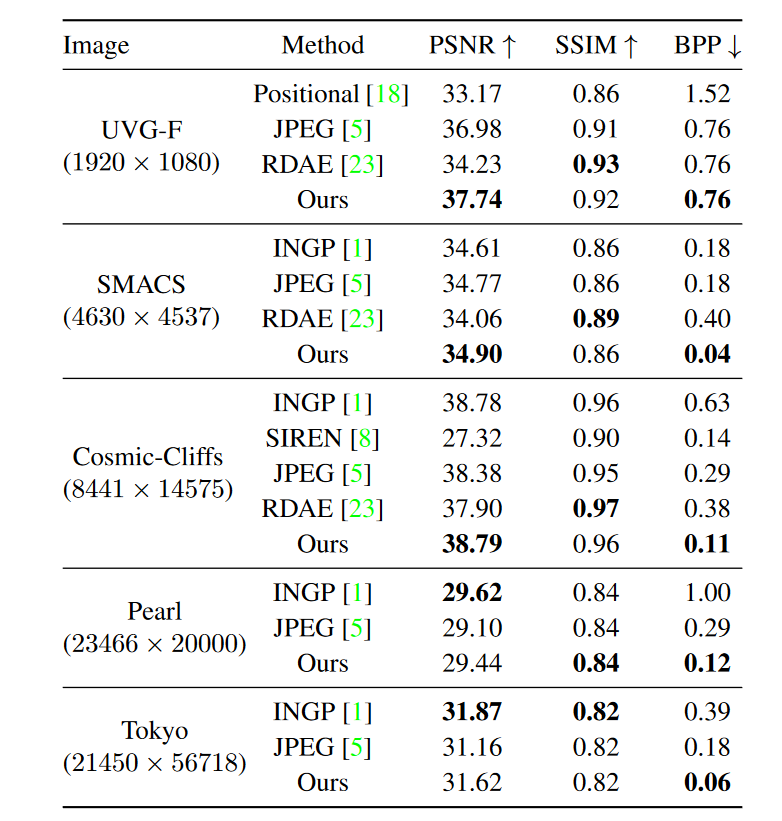 Image Method PSNR ↑ SSIM ↑ BPP ↓
UVG-F
(1920 × 1080)
Positional [18] 33.17 0.86 1.52
JPEG [5] 36.98 0.91 0.76
RDAE [23] 34.23 0.93 0.76
Ours 37.74 0.92 0.76
SMACS
(4630 × 4537)
INGP [1] 34.61 0.86 0.18
JPEG [5] 34.77 0.86 0.18
RDAE [23] 34.06 0.89 0.40
Ours 34.90 0.86 0.04
Cosmic-Cliffs
(8441 × 14575)
INGP [1] 38.78 0.96 0.63
SIREN [8] 27.32 0.90 0.14
JPEG [5] 38.38 0.95 0.29
RDAE [23] 37.90 0.97 0.38
Ours 38.79 0.96 0.11
Pearl
(23466 × 20000)
INGP [1] 29.62 0.84 1.00
JPEG [5] 29.10 0.84 0.29
Ours 29.44 0.84 0.12
Tokyo
(21450 × 56718)
INGP [1] 31.87 0.82 0.39
JPEG [5] 31.16 0.82 0.18
Ours 31.62 0.82 0.06